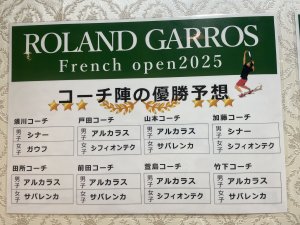 ROLAND GARROS
French open2025
コーチ陣の優勝予想
須川コーチ 戸田コーチ 山本コーチ 加藤コーチ
男子 シナー 男子 アルカラス 男子 アルカラス 男子 シナー
女子 ガウフ 女子 シフィオンテク 女子 サバレンカ 女子 シフィオンテク
田所コーチ 前田コーチ 萱島コーチ 竹下コーチ
男子 アルカラス 男子 アルカラス 男子 アルカラス 男子 アルカラス
女子 サバレンカ 女子 サバレンカ 女子 シフィオンテク 女子 サバレンカ